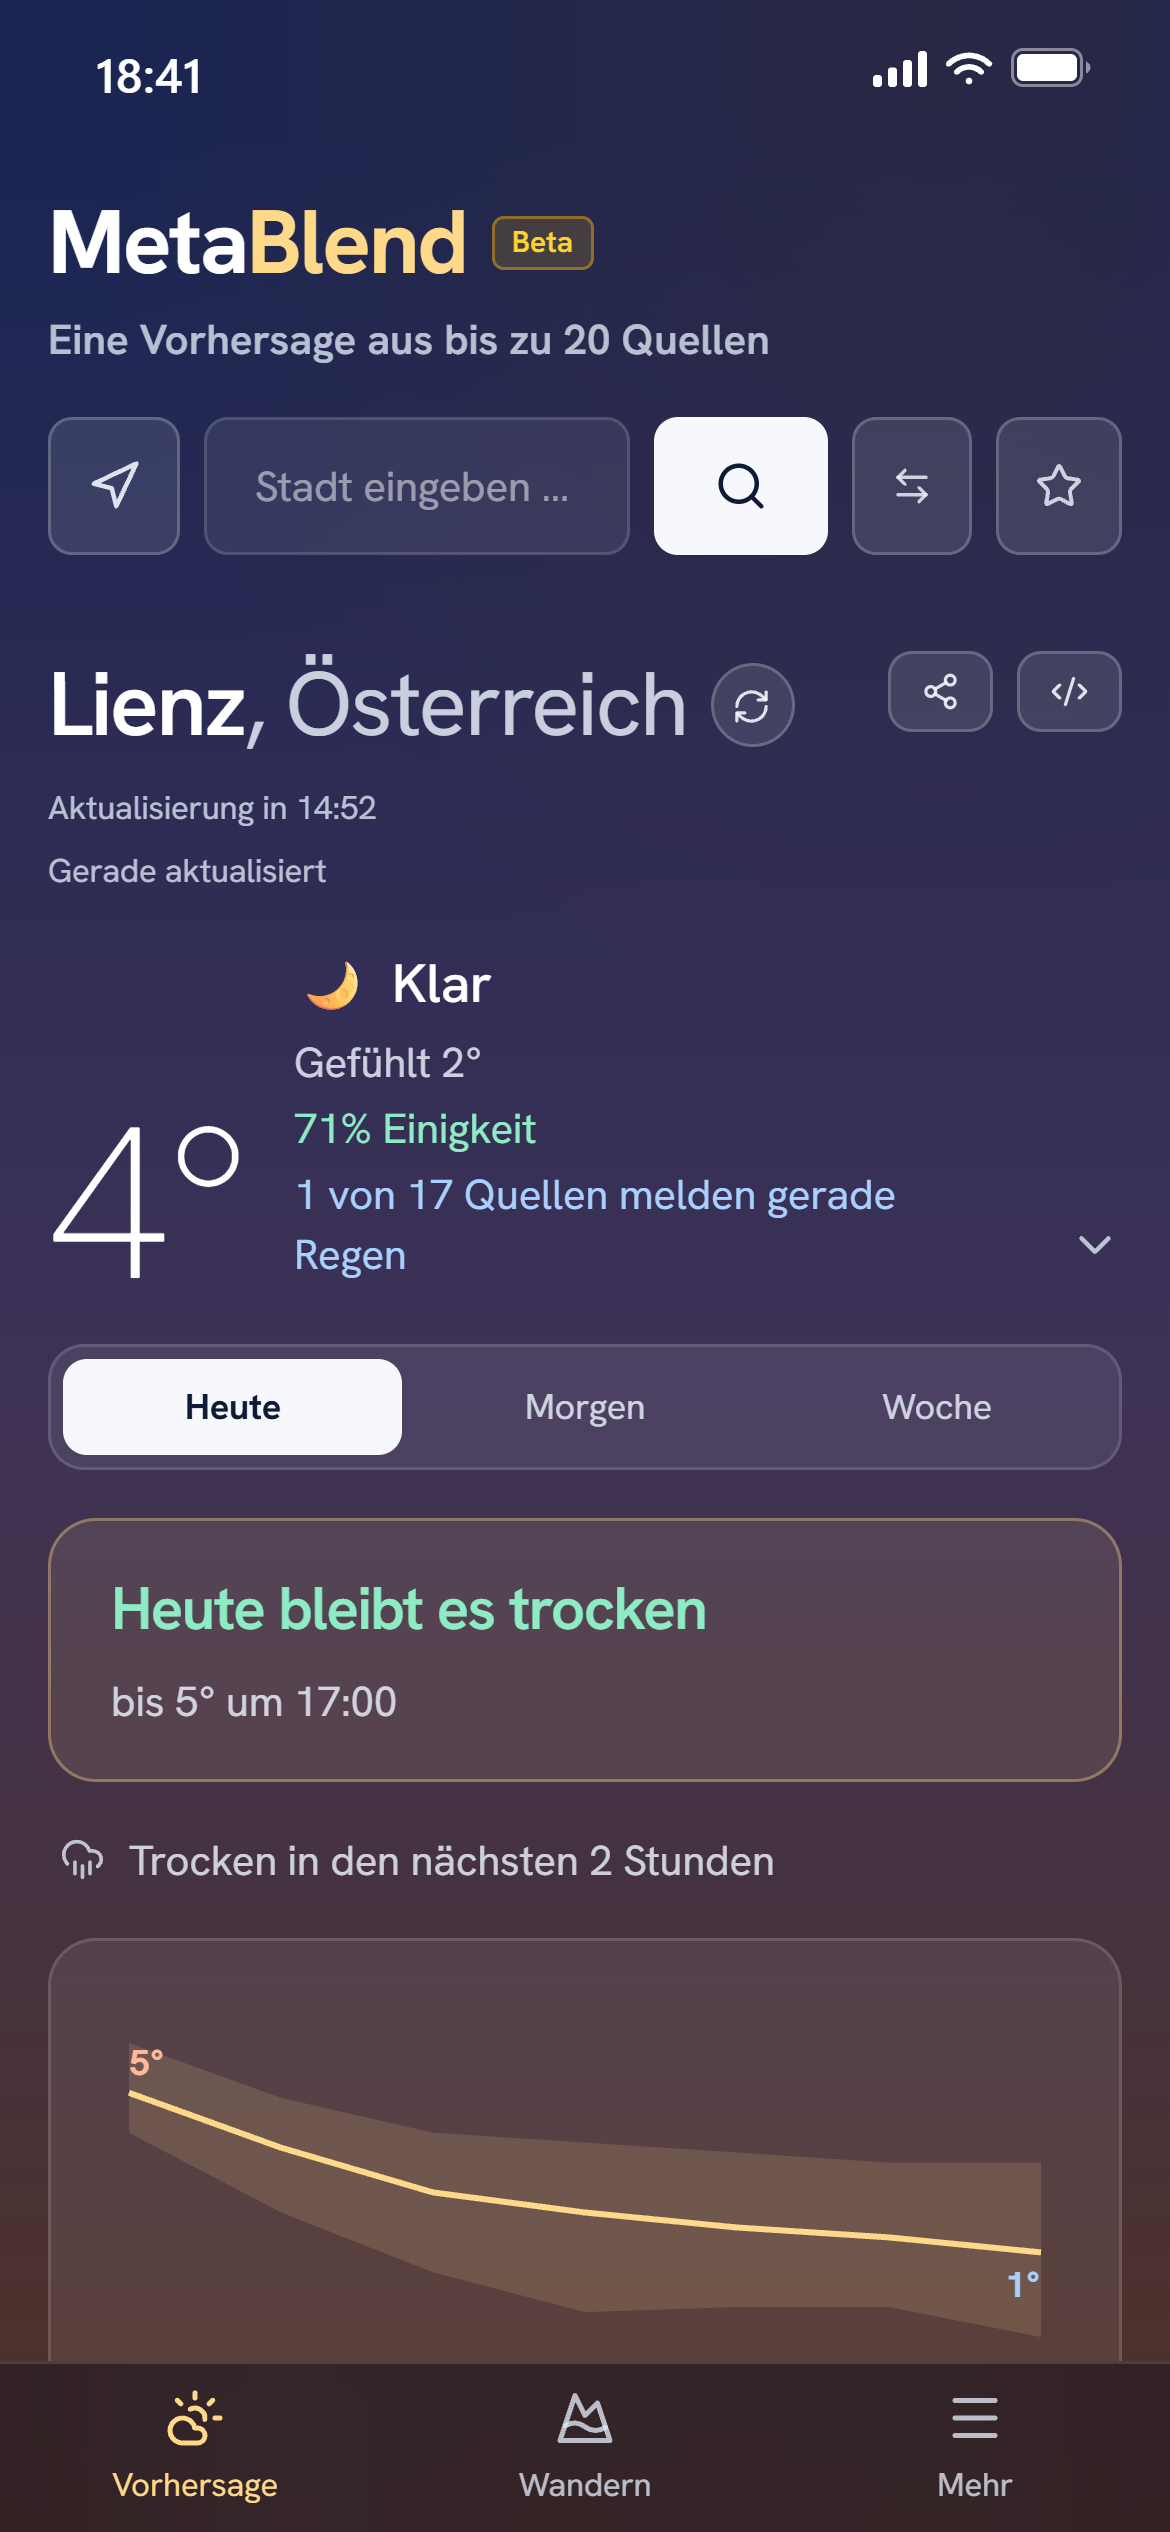 18:41
MetaBlend Beta
Eine Vorhersage aus bis zu 20 Quellen
Stadt eingeben ...
Lienz, Österreich
Aktualisierung in 14:52
Gerade aktualisiert
Klar
Gefühlt 2°
4°
71% Einigkeit
1 von 17 Quellen melden gerade
Regen
Heute Morgen Woche
Heute bleibt es trocken
bis 5° um 17:00
Trocken in den nächsten 2 Stunden
5°
1°
Vorhersage Wandern Mehr